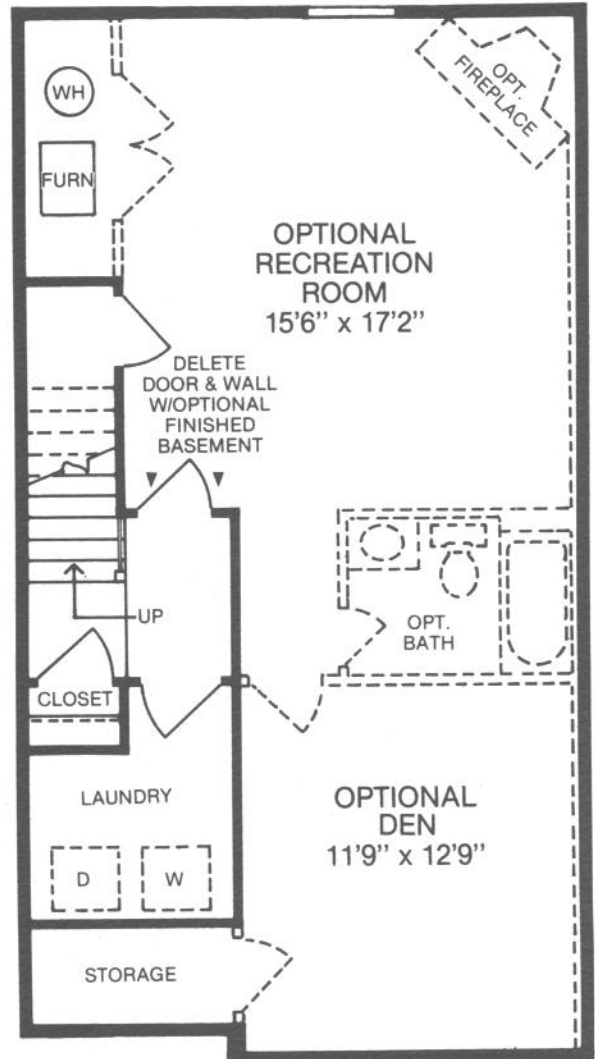 WH
OPT.
FIREPLACE
FURN
OPTIONAL
RECREATION
ROOM
15'6'' x 17'2''
DELETE
DOOR & WALL
W/OPTIONAL
FINISHED
BASEMENT
UP
OPT.
BATH
CLOSET
LAUNDRY
OPTIONAL
DEN
11'9'' x 12'9''
D
W
STORAGE